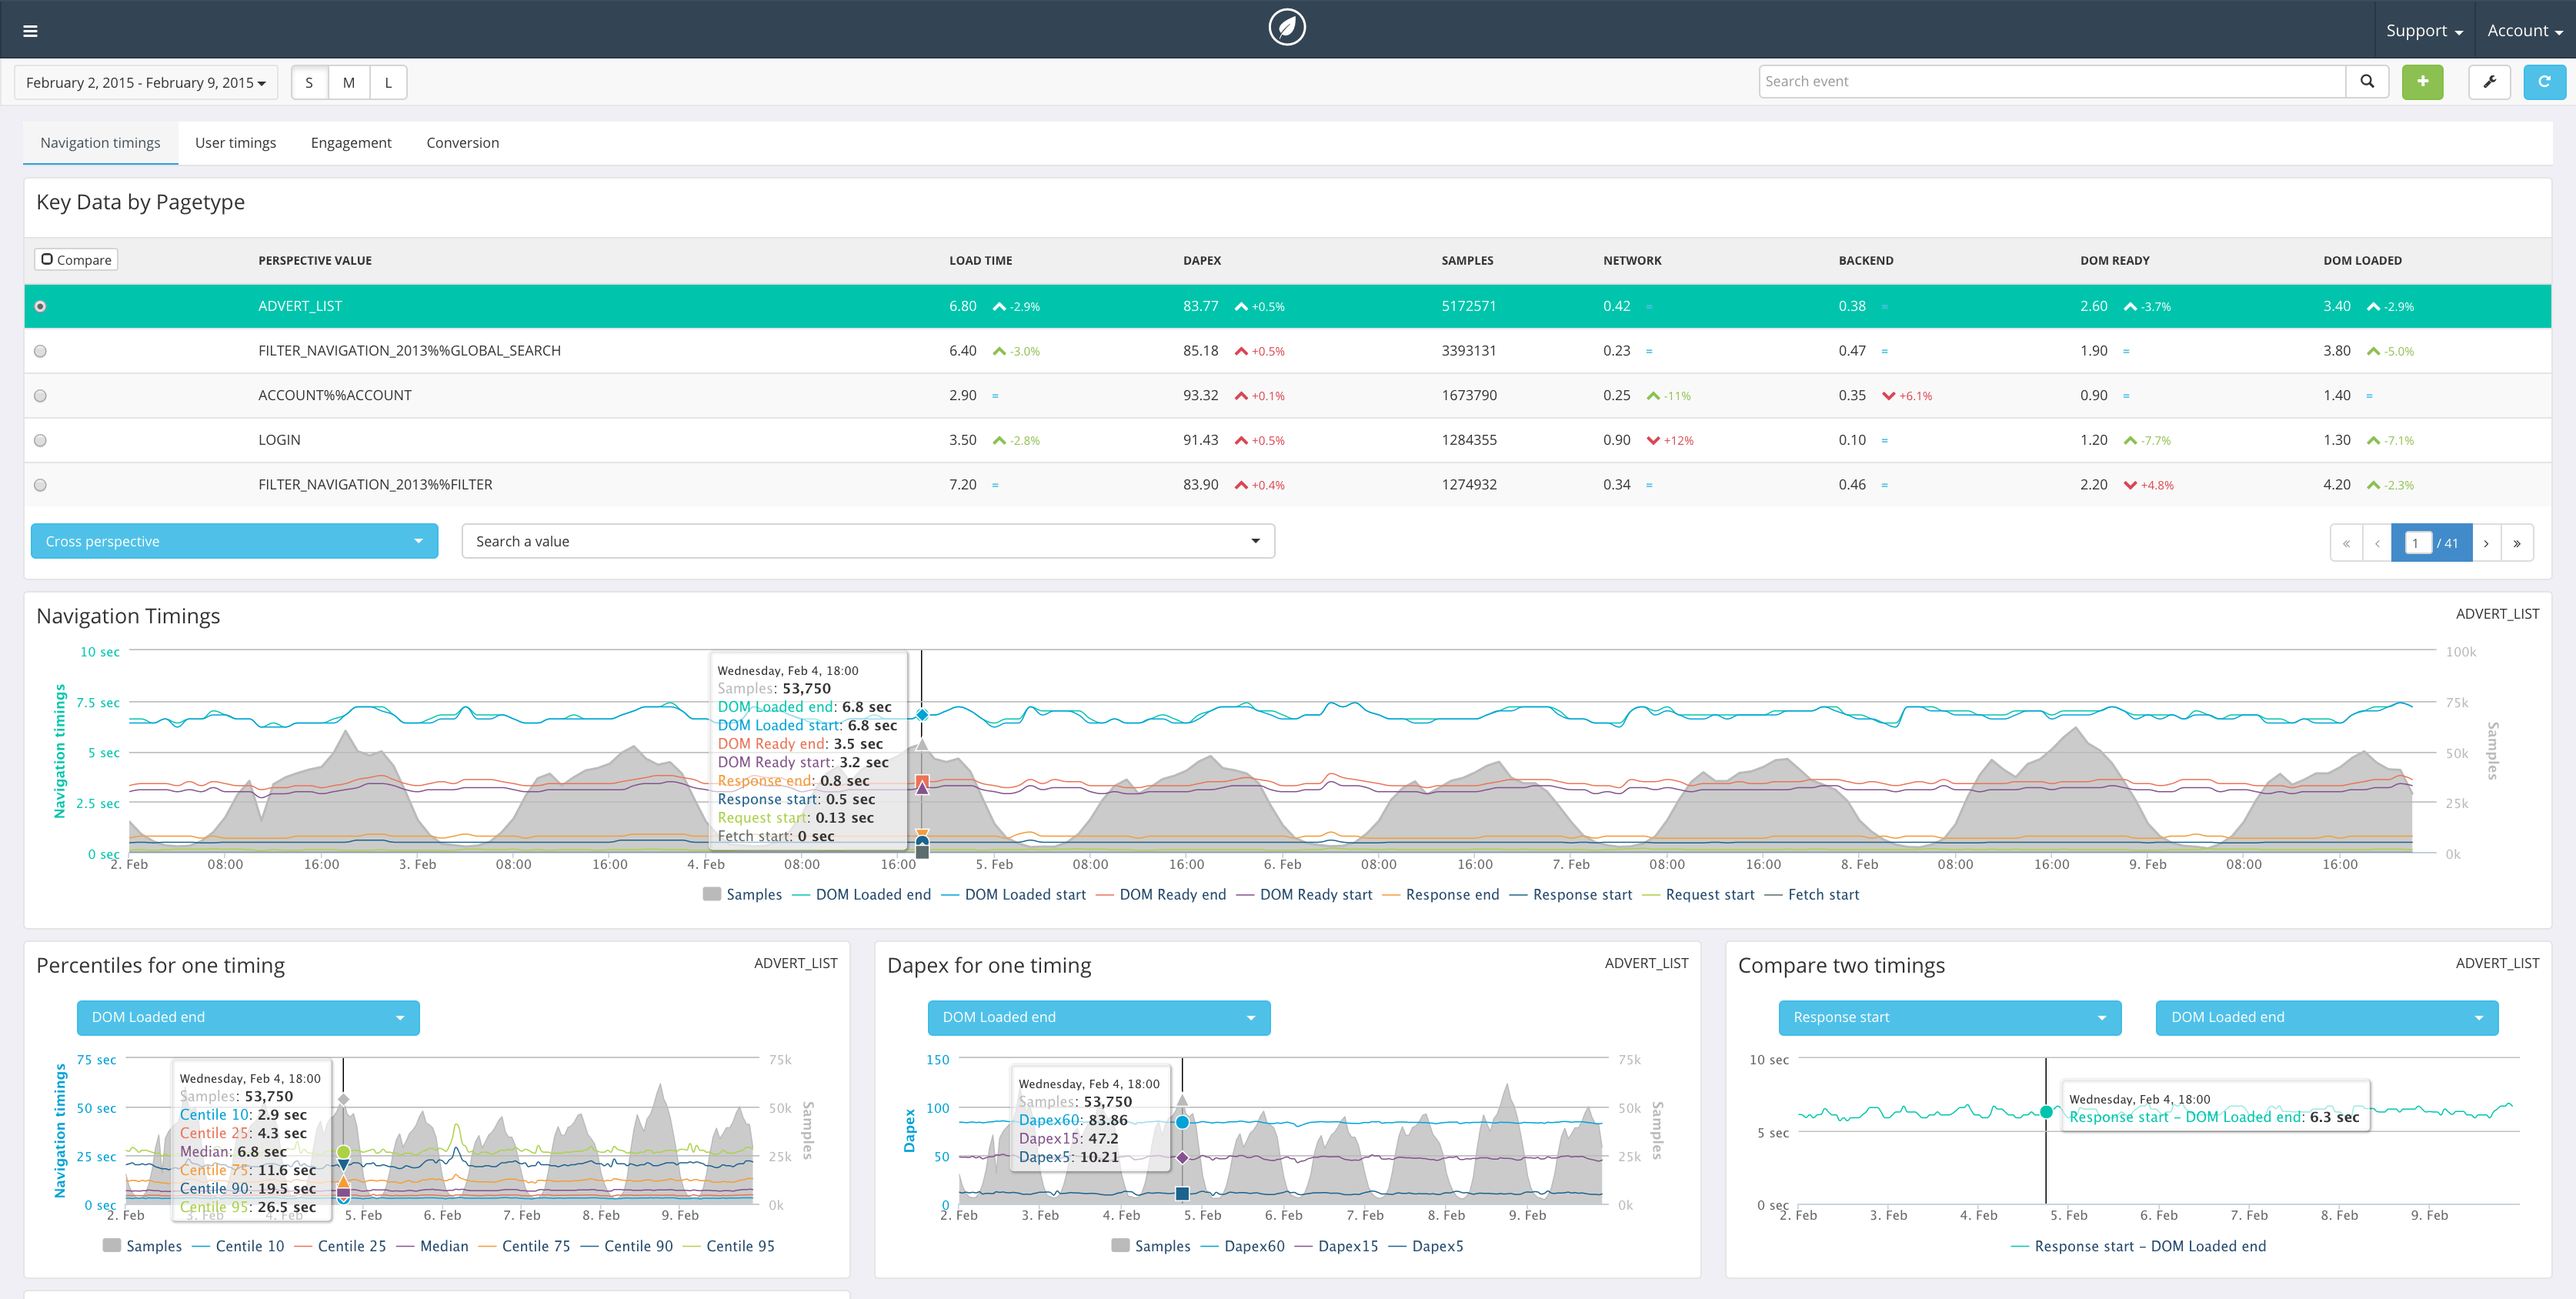 Support
Account
February 2, 2015 - February 9, 2015
S M L
Search event
Navigation timings User timings Engagement Conversion
Key Data by Pagetype
Compare PERSPECTIVE VALUE LOAD TIME DAPEX SAMPLES NETWORK BACKEND DOM READY DOM LOADED
ADVERT_LIST 6.80 -2.9% 83.77 +0.5% 5172571 0.42 = 0.38 = 2.60 -3.7% 3.40 -2.9%
FILTER_NAVIGATION_2013%%GLOBAL_SEARCH 6.40 -3.0% 85.18 +0.5% 3393131 0.23 = 0.47 = 1.90 = 3.80 -5.0%
ACCOUNT%%ACCOUNT 2.90 = 93.32 +0.1% 1673790 0.25 -11% 0.35 +6.1% 0.90 = 1.40 =
LOGIN 3.50 -2.8% 91.43 +0.5% 1284355 0.90 +12% 0.10 = 1.20 -7.7% 1.30 -7.1%
FILTER_NAVIGATION_2013%%FILTER 7.20 = 83.90 +0.4% 1274932 0.34 = 0.46 = 2.20 +4.8% 4.20 -2.3%
Cross perspective Search a value « ‹ 1 / 41 › »
Navigation Timings ADVERT_LIST
Navigation timings
10 sec
7.5 sec
5 sec
2.5 sec
0 sec
Wednesday, Feb 4, 18:00
Samples: 53,750
DOM Loaded end: 6.8 sec
DOM Loaded start: 6.8 sec
DOM Ready end: 3.5 sec
DOM Ready start: 3.2 sec
Response end: 0.8 sec
Response start: 0.5 sec
Request start: 0.13 sec
Fetch start: 0 sec
100k
75k
50k
25k
0k
Samples
2. Feb 08:00 16:00 3. Feb 08:00 16:00 4. Feb 08:00 16:00 5. Feb 08:00 16:00 6. Feb 08:00 16:00 7. Feb 08:00 16:00 8. Feb 08:00 16:00 9. Feb 08:00 16:00
Samples DOM Loaded end DOM Loaded start DOM Ready end DOM Ready start Response end Response start Request start Fetch start
Percentiles for one timing ADVERT_LIST
DOM Loaded end
Navigation timings
75 sec
50 sec
25 sec
0 sec
Wednesday, Feb 4, 18:00
Samples: 53,750
Centile 10: 2.9 sec
Centile 25: 4.3 sec
Median: 6.8 sec
Centile 75: 11.6 sec
Centile 90: 19.5 sec
Centile 95: 26.5 sec
75k
50k
25k
0k
Samples
2. Feb 3. Feb 4. Feb 5. Feb 6. Feb 7. Feb 8. Feb 9. Feb
Samples Centile 10 Centile 25 Median Centile 75 Centile 90 Centile 95
Dapex for one timing ADVERT_LIST
DOM Loaded end
Dapex
150
100
50
0
Wednesday, Feb 4, 18:00
Samples: 53,750
Dapex60: 83.86
Dapex15: 47.2
Dapex5: 10.21
75k
50k
25k
0k
Samples
2. Feb 3. Feb 4. Feb 5. Feb 6. Feb 7. Feb 8. Feb 9. Feb
Samples Dapex60 Dapex15 Dapex5
Compare two timings ADVERT_LIST
Response start DOM Loaded end
10 sec
5 sec
0 sec
Wednesday, Feb 4, 18:00
Response start - DOM Loaded end: 6.3 sec
2. Feb 3. Feb 4. Feb 5. Feb 6. Feb 7. Feb 8. Feb 9. Feb
Response start - DOM Loaded end